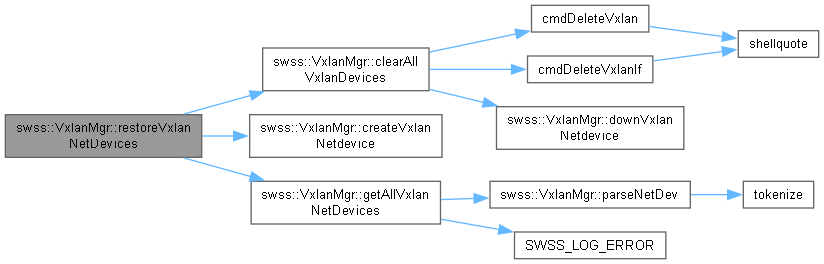 swss::VxlanMgr::restoreVxlan
NetDevices
swss::VxlanMgr::clearAll
VxlanDevices
cmdDeleteVxlan
shellquote
cmdDeleteVxlanIf
swss::VxlanMgr::downVxlan
Netdevice
swss::VxlanMgr::createVxlan
Netdevice
swss::VxlanMgr::getAllVxlan
NetDevices
swss::VxlanMgr::parseNetDev
tokenize
SWSS_LOG_ERROR